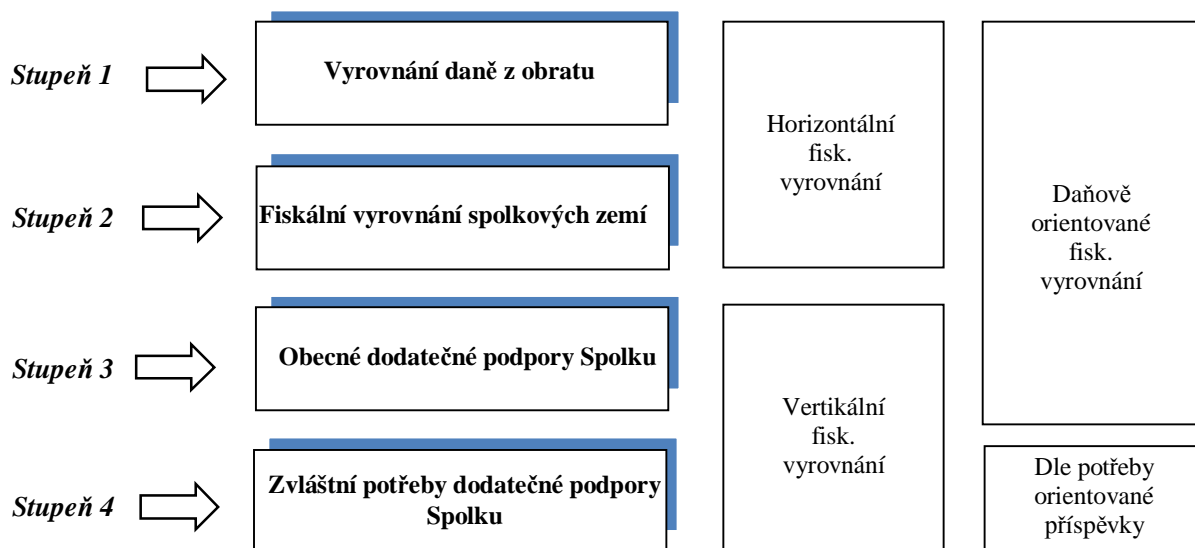 Stupeň 1
Vyrovnání daně z obratu
Stupeň 2
Fiskální vyrovnání spolkových zemí
Stupeň 3
Obecné dodatečné podpory Spolku
Stupeň 4
Zvláštní potřeby dodatečné podpory
Spolku
Horizontální
fisk.
vyrovnání
Vertikální
fisk.
vyrovnání
Daňově
orientované
fisk.
vyrovnání
Dle potřeby
orientované
příspěvky